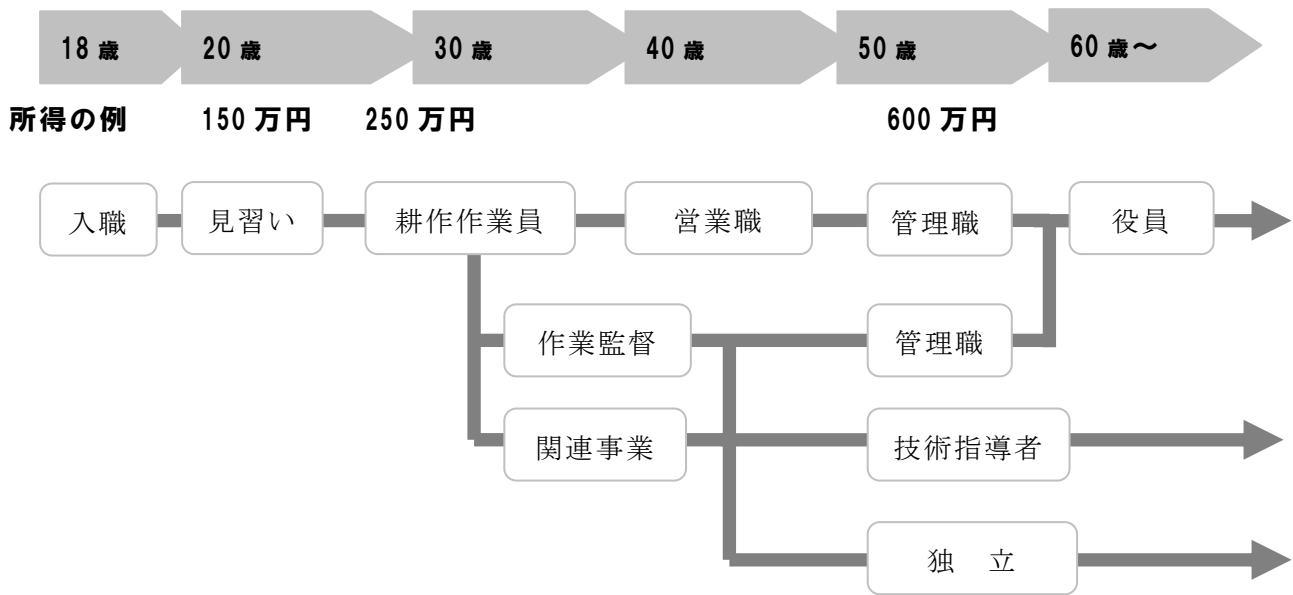 18歳 20歳 30歳 40歳 50歳 60歳～
所得の例 150万円 250万円 600万円
入職 見習い 耕作作業員 営業職 管理職 役員
作業監督 管理職
関連事業 技術指導者
独　立